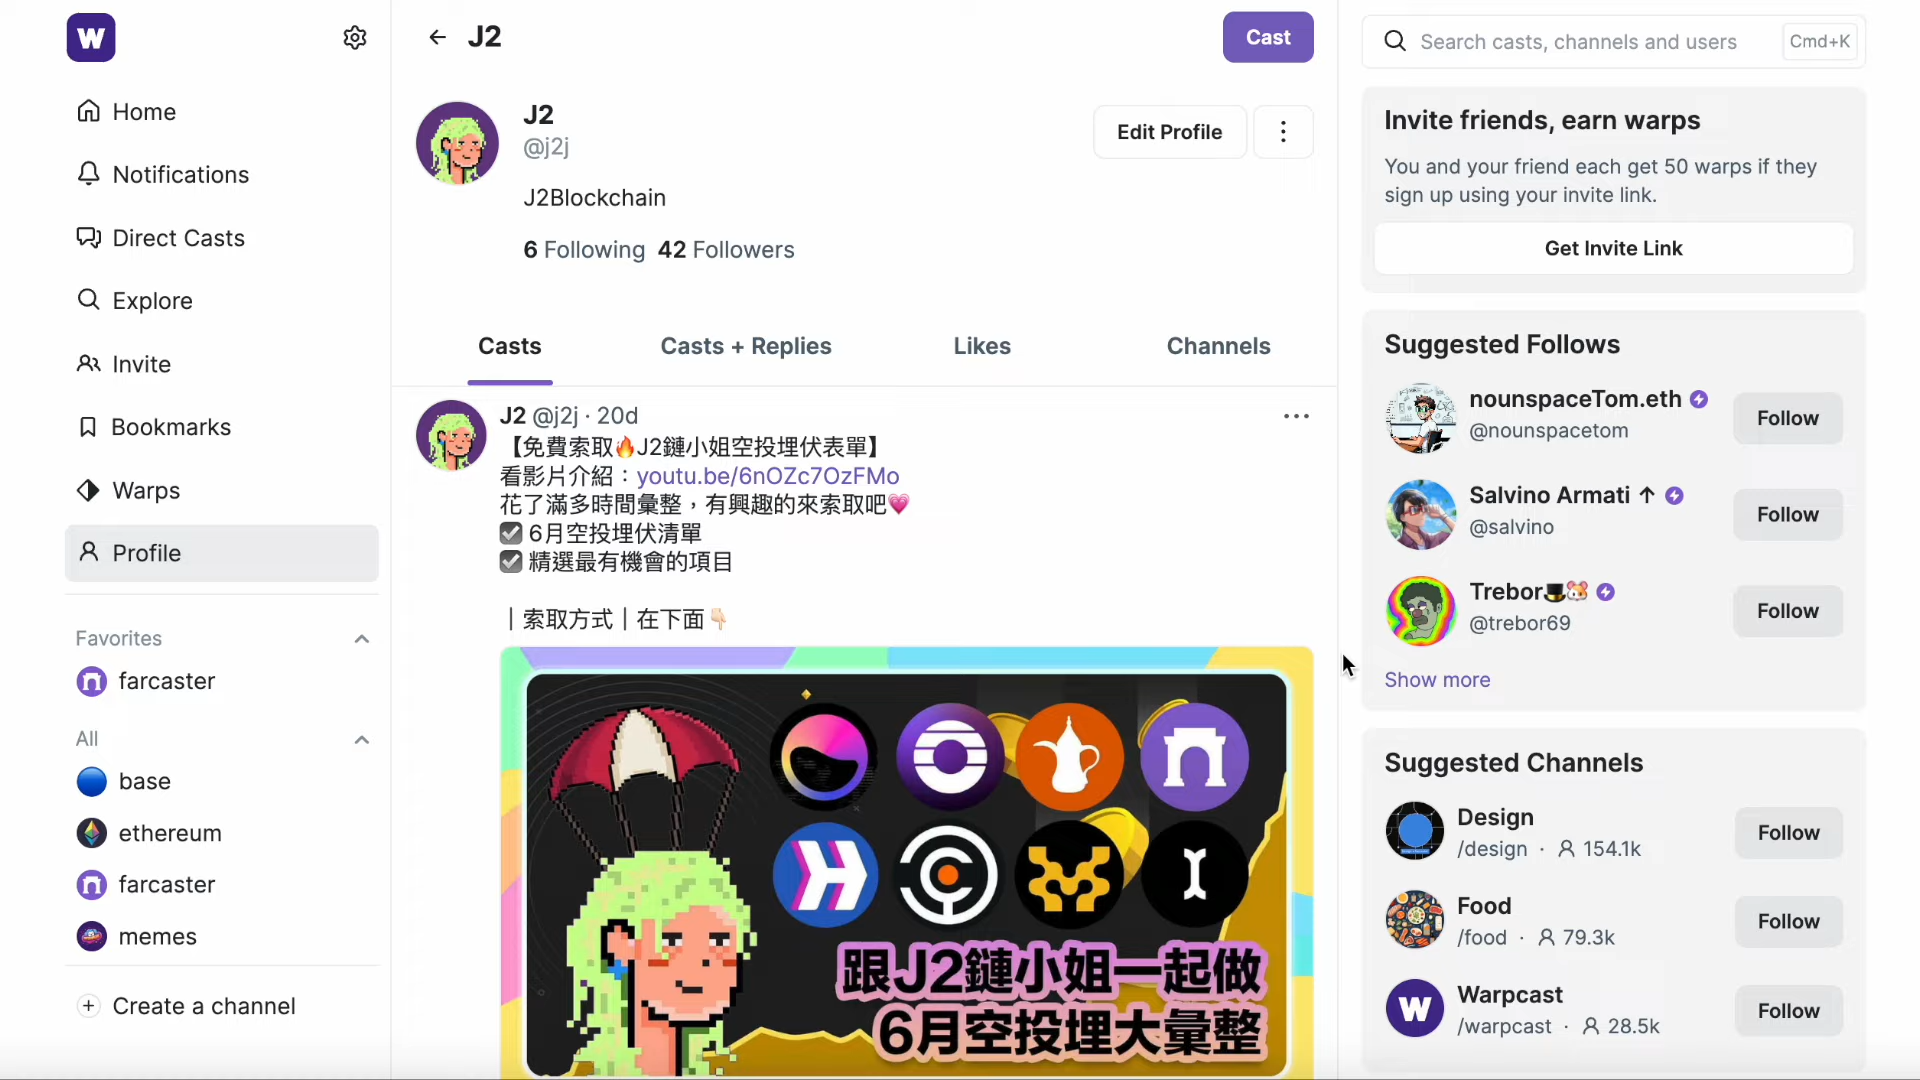 W
Home
Notifications
Direct Casts
Explore
Invite
Bookmarks
Warps
Profile
Favorites
farcaster
All
base
ethereum
farcaster
memes
Create a channel
J2
Cast
J2
@j2j
Edit Profile
J2Blockchain
6 Following 42 Followers
Casts Casts + Replies Likes Channels
J2 @j2j · 20d
【免費索取🔥J2鏈小姐空投埋伏表單】
看影片介紹：youtu.be/6nOZc7OzFMo
花了滿多時間彙整，有興趣的來索取吧💗
☑️ 6月空投埋伏清單
☑️ 精選最有機會的項目
｜索取方式｜在下面👇🏻
跟J2鏈小姐一起做
6月空投埋大彙整
Search casts, channels and users Cmd+K
Invite friends, earn warps
You and your friend each get 50 warps if they
sign up using your invite link.
Get Invite Link
Suggested Follows
nounspaceTom.eth
@nounspacetom
Follow
Salvino Armati ↑
@salvino
Follow
Trebor🎩🐹
@trebor69
Follow
Show more
Suggested Channels
Design
/design · 154.1k
Follow
Food
/food · 79.3k
Follow
W
Warpcast
/warpcast · 28.5k
Follow